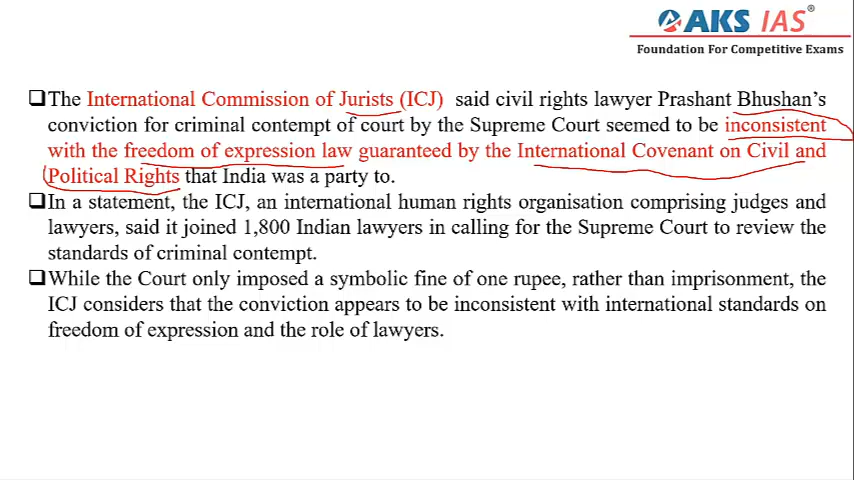 AKS IAS®
Foundation For Competitive Exams
❑The International Commission of Jurists (ICJ) said civil rights lawyer Prashant Bhushan’s
conviction for criminal contempt of court by the Supreme Court seemed to be inconsistent
with the freedom of expression law guaranteed by the International Covenant on Civil and
Political Rights that India was a party to.
❑In a statement, the ICJ, an international human rights organisation comprising judges and
lawyers, said it joined 1,800 Indian lawyers in calling for the Supreme Court to review the
standards of criminal contempt.
❑While the Court only imposed a symbolic fine of one rupee, rather than imprisonment, the
ICJ considers that the conviction appears to be inconsistent with international standards on
freedom of expression and the role of lawyers.